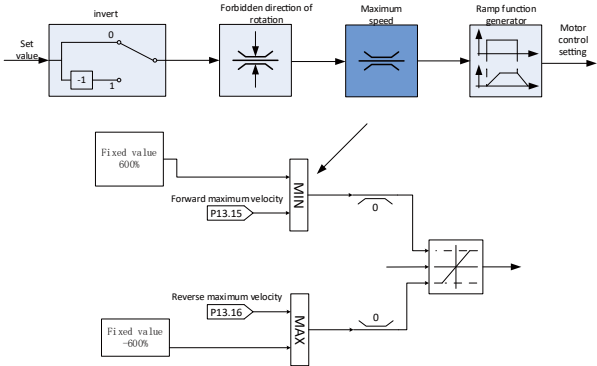 invert
Forbidden direction of
rotation
Maximum
speed
Ramp function
generator
Set
value
0
-1
1
Motor
control
setting
Fixed value
600%
MIN
Forward maximum velocity
P13.15
0
Reverse maximum velocity
P13.16
MAX
0
Fixed value
-600%